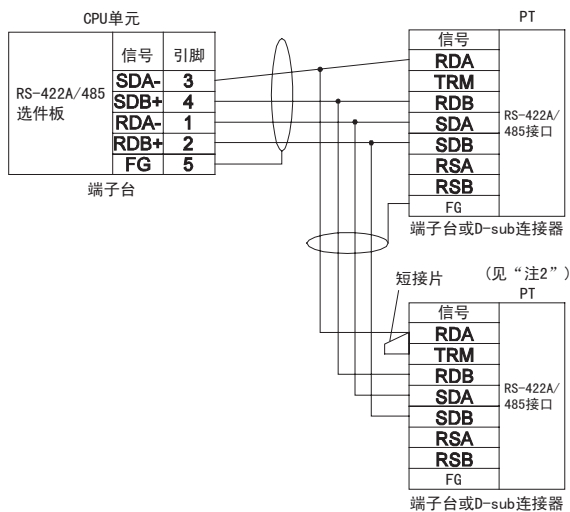 CPU单元
RS-422A/485
选件板
信号 引脚
SDA- 3
SDB+ 4
RDA- 1
RDB+ 2
FG 5
端子台
PT
信号
RDA
TRM
RDB
SDA
SDB
RSA
RSB
FG
RS-422A/
485接口
端子台或D-sub连接器
短接片
(见“注2”)
PT
信号
RDA
TRM
RDB
SDA
SDB
RSA
RSB
FG
RS-422A/
485接口
端子台或D-sub连接器